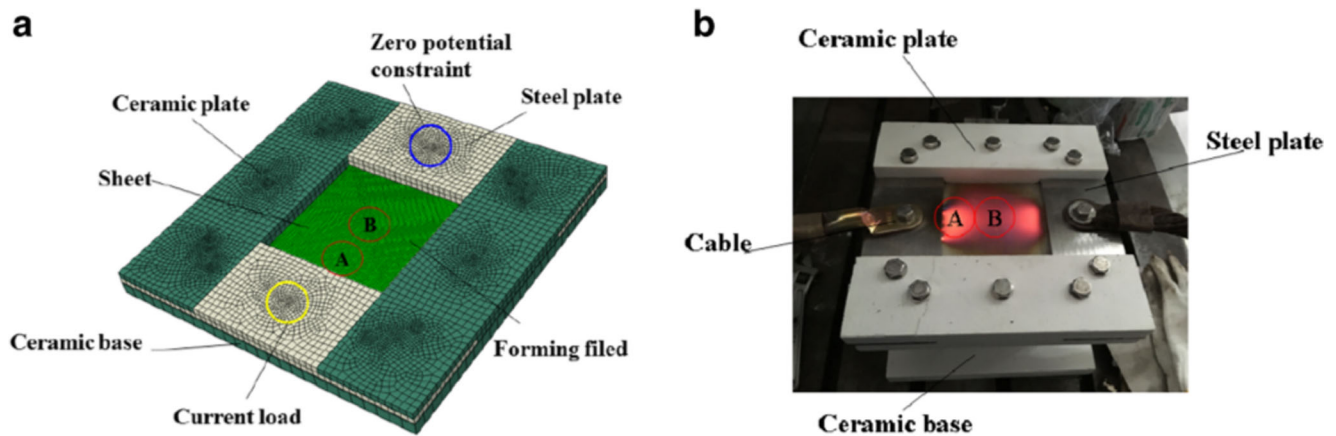 a
Zero potential
constraint
Ceramic plate
Steel plate
Sheet
B
A
Ceramic base
Forming filed
Current load
b
Ceramic plate
Steel plate
A
B
Cable
Ceramic base